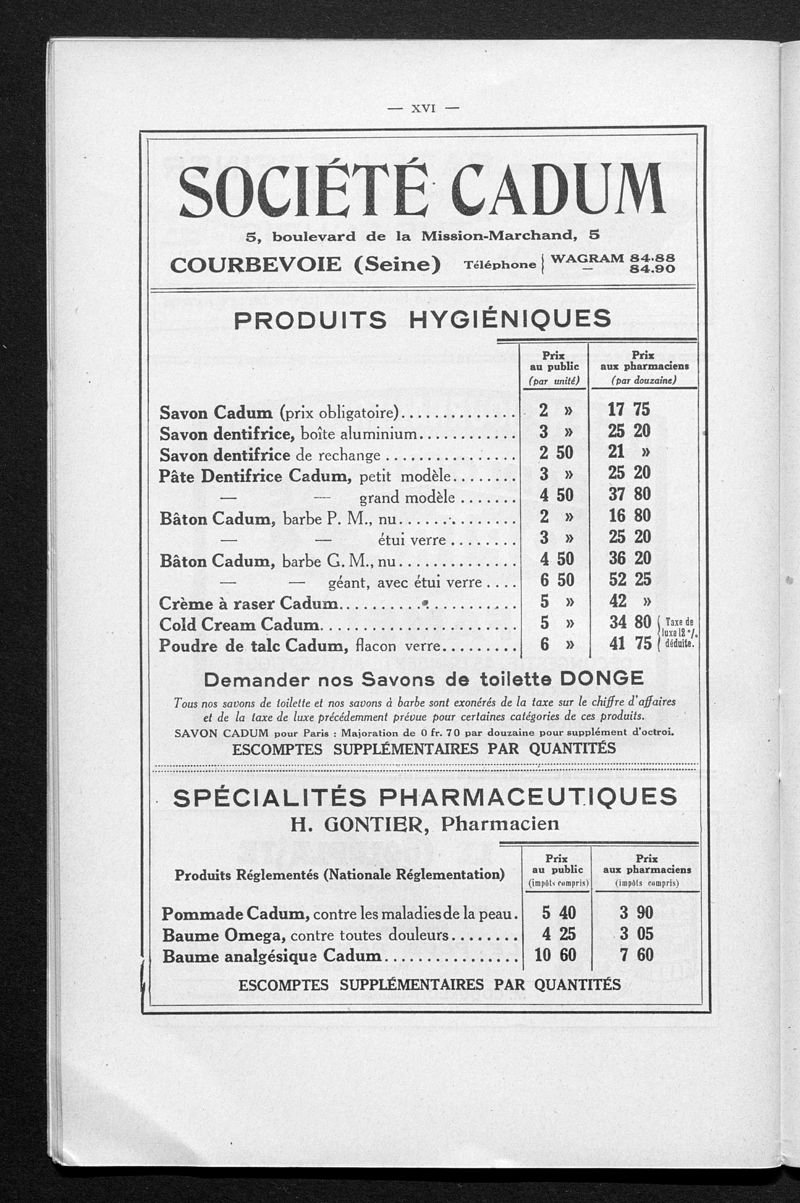 — XVI —
SOCIÉTÉ CADUM
5, boulevard de la Mission-Marchand, 5
COURBEVOIE (Seine) Téléphone { WAGRAM 84.88
— 84.90
PRODUITS HYGIÉNIQUES
Prix au public (par unité) Prix aux pharmaciens (par douzaine)
Savon Cadum (prix obligatoire).............. 2 » 17 75
Savon dentifrice, boîte aluminium............ 3 » 25 20
Savon dentifrice de rechange ................ 2 50 21 »
Pâte Dentifrice Cadum, petit modèle........ 3 » 25 20
— — grand modèle ....... 4 50 37 80
Bâton Cadum, barbe P. M., nu.............. 2 » 16 80
— — étui verre ........ 3 » 25 20
Bâton Cadum, barbe G. M., nu.............. 4 50 36 20
— — géant, avec étui verre .... 6 50 52 25
Crème à raser Cadum..................... 5 » 42 »
Cold Cream Cadum....................... 5 » 34 80 { Taxe de
luxe 12 %
Poudre de talc Cadum, flacon verre......... 6 » 41 75 déduite.
Demander nos Savons de toilette DONGE
Tous nos savons de toilette et nos savons à barbe sont exonérés de la taxe sur le chiffre d'affaires
et de la taxe de luxe précédemment prévue pour certaines catégories de ces produits.
SAVON CADUM pour Paris : Majoration de 0 fr. 70 par douzaine pour supplément d'octroi.
ESCOMPTES SUPPLÉMENTAIRES PAR QUANTITÉS
SPÉCIALITÉS PHARMACEUTIQUES
H. GONTIER, Pharmacien
Produits Réglementés (Nationale Réglementation) Prix au public (impôts compris) Prix aux pharmaciens (impôts compris)
Pommade Cadum, contre les maladies de la peau. 5 40 3 90
Baume Omega, contre toutes douleurs........ 4 25 3 05
Baume analgésique Cadum................ 10 60 7 60
ESCOMPTES SUPPLÉMENTAIRES PAR QUANTITÉS